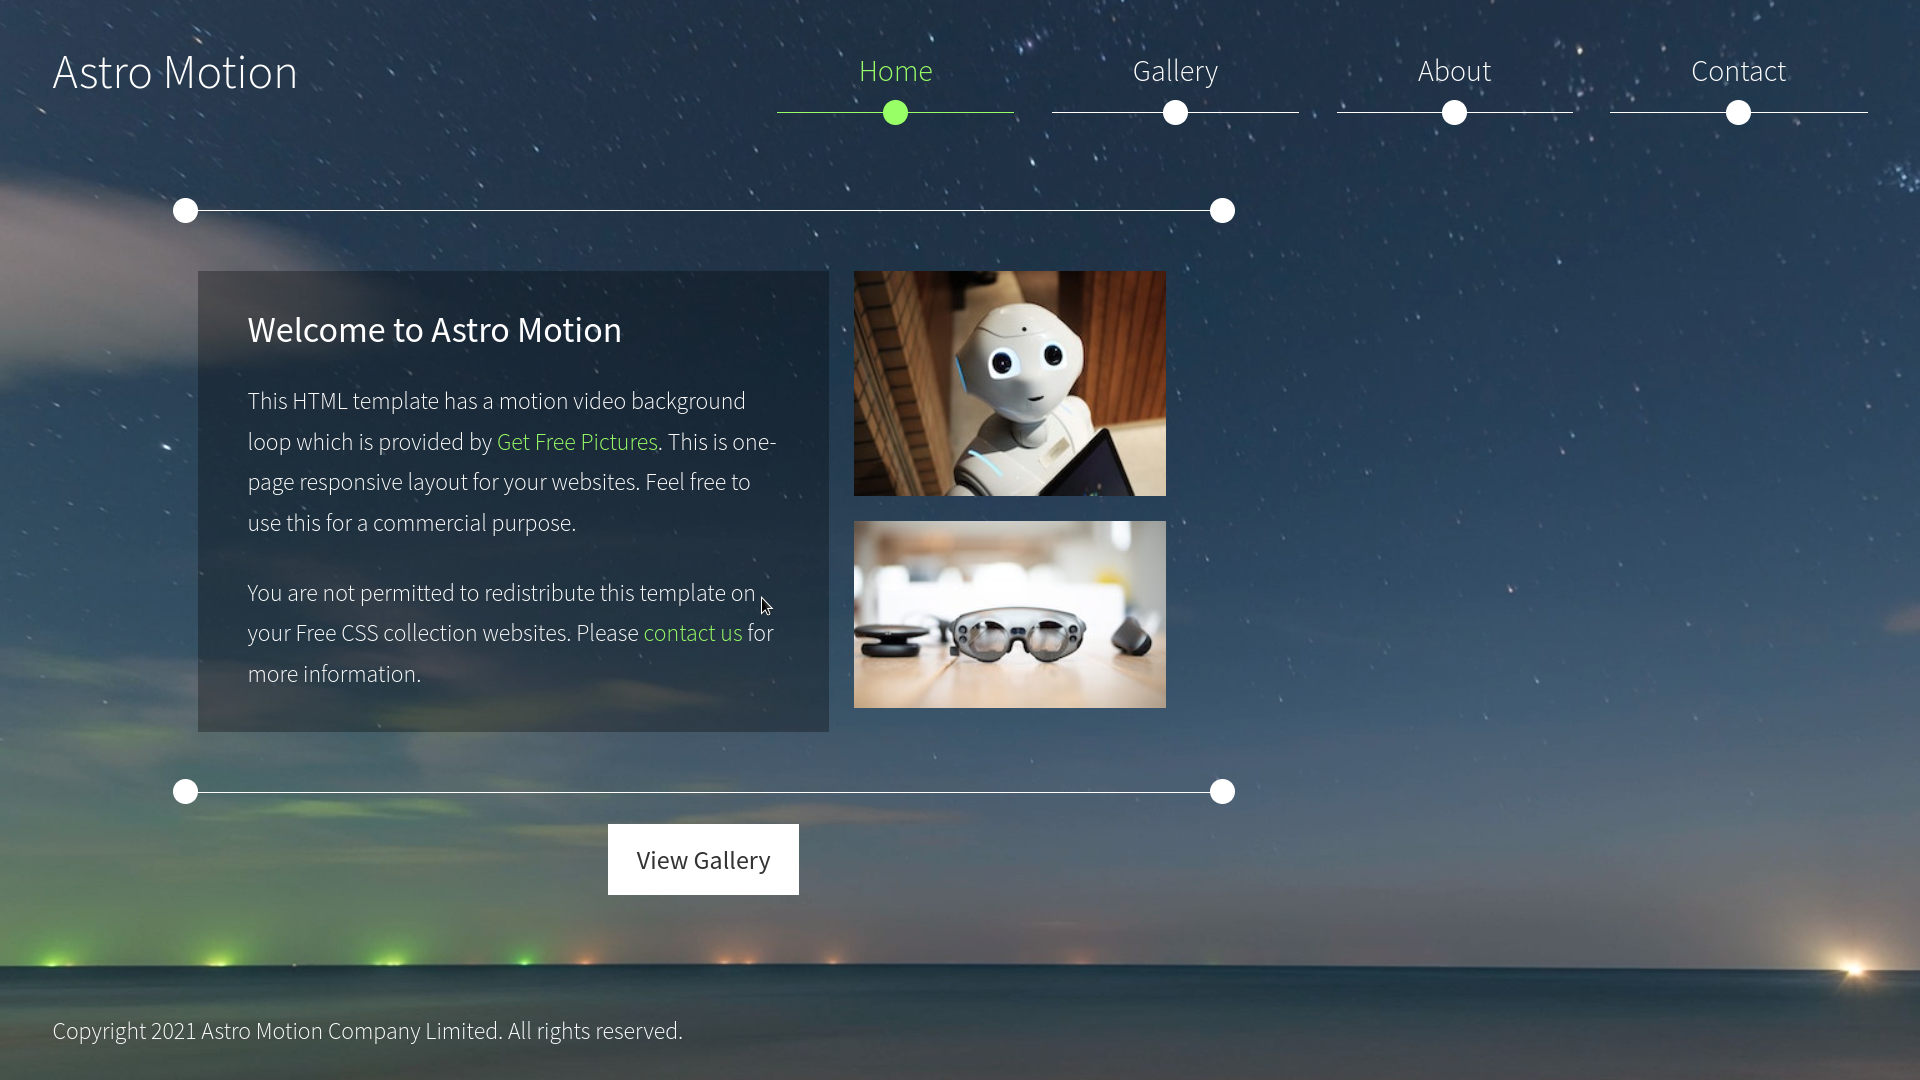 Astro Motion
Home
Gallery
About
Contact
Welcome to Astro Motion
This HTML template has a motion video background
loop which is provided by Get Free Pictures. This is one-
page responsive layout for your websites. Feel free to
use this for a commercial purpose.
You are not permitted to redistribute this template on
your Free CSS collection websites. Please contact us for
more information.
View Gallery
Copyright 2021 Astro Motion Company Limited. All rights reserved.